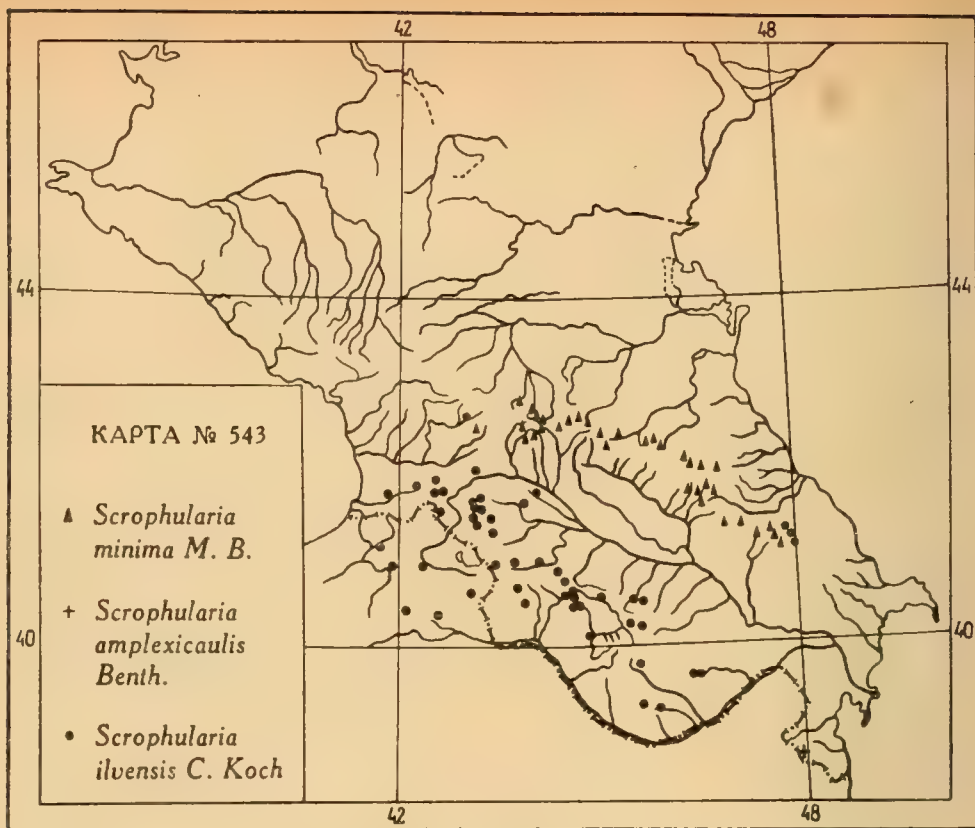 42 48
44 44
КАРТА № 543
Scrophularia
minima M. B.
Scrophularia
amplexicaulis
Benth.
Scrophularia
ilvensis C. Koch
40 40
42 48